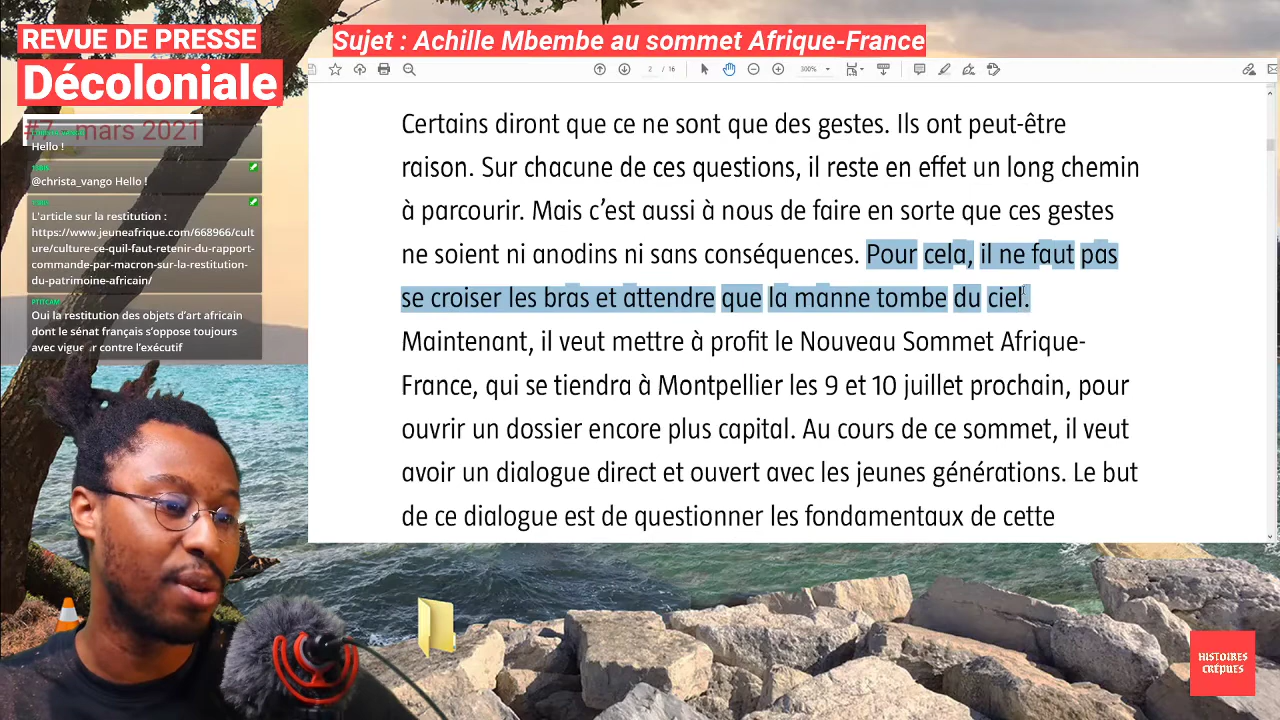 REVUE DE PRESSE
Décoloniale
#7 - mars 2021
Sujet : Achille Mbembe au sommet Afrique-France
2 / 16
300%
Hello !
@christa_vango Hello !
L'article sur la restitution :
https://www.jeuneafrique.com/668966/cult
ure/culture-ce-quil-faut-retenir-du-rapport-
commande-par-macron-sur-la-restitution-
du-patrimoine-africain/
PTITCAM
Oui la restitution des objets d'art africain
dont le sénat français s'oppose toujours
avec vigueur contre l'exécutif
Certains diront que ce ne sont que des gestes. Ils ont peut-être
raison. Sur chacune de ces questions, il reste en effet un long chemin
à parcourir. Mais c'est aussi à nous de faire en sorte que ces gestes
ne soient ni anodins ni sans conséquences. Pour cela, il ne faut pas
se croiser les bras et attendre que la manne tombe du ciel.
Maintenant, il veut mettre à profit le Nouveau Sommet Afrique-
France, qui se tiendra à Montpellier les 9 et 10 juillet prochain, pour
ouvrir un dossier encore plus capital. Au cours de ce sommet, il veut
avoir un dialogue direct et ouvert avec les jeunes générations. Le but
de ce dialogue est de questionner les fondamentaux de cette
HISTOIRES
CRÉPUES